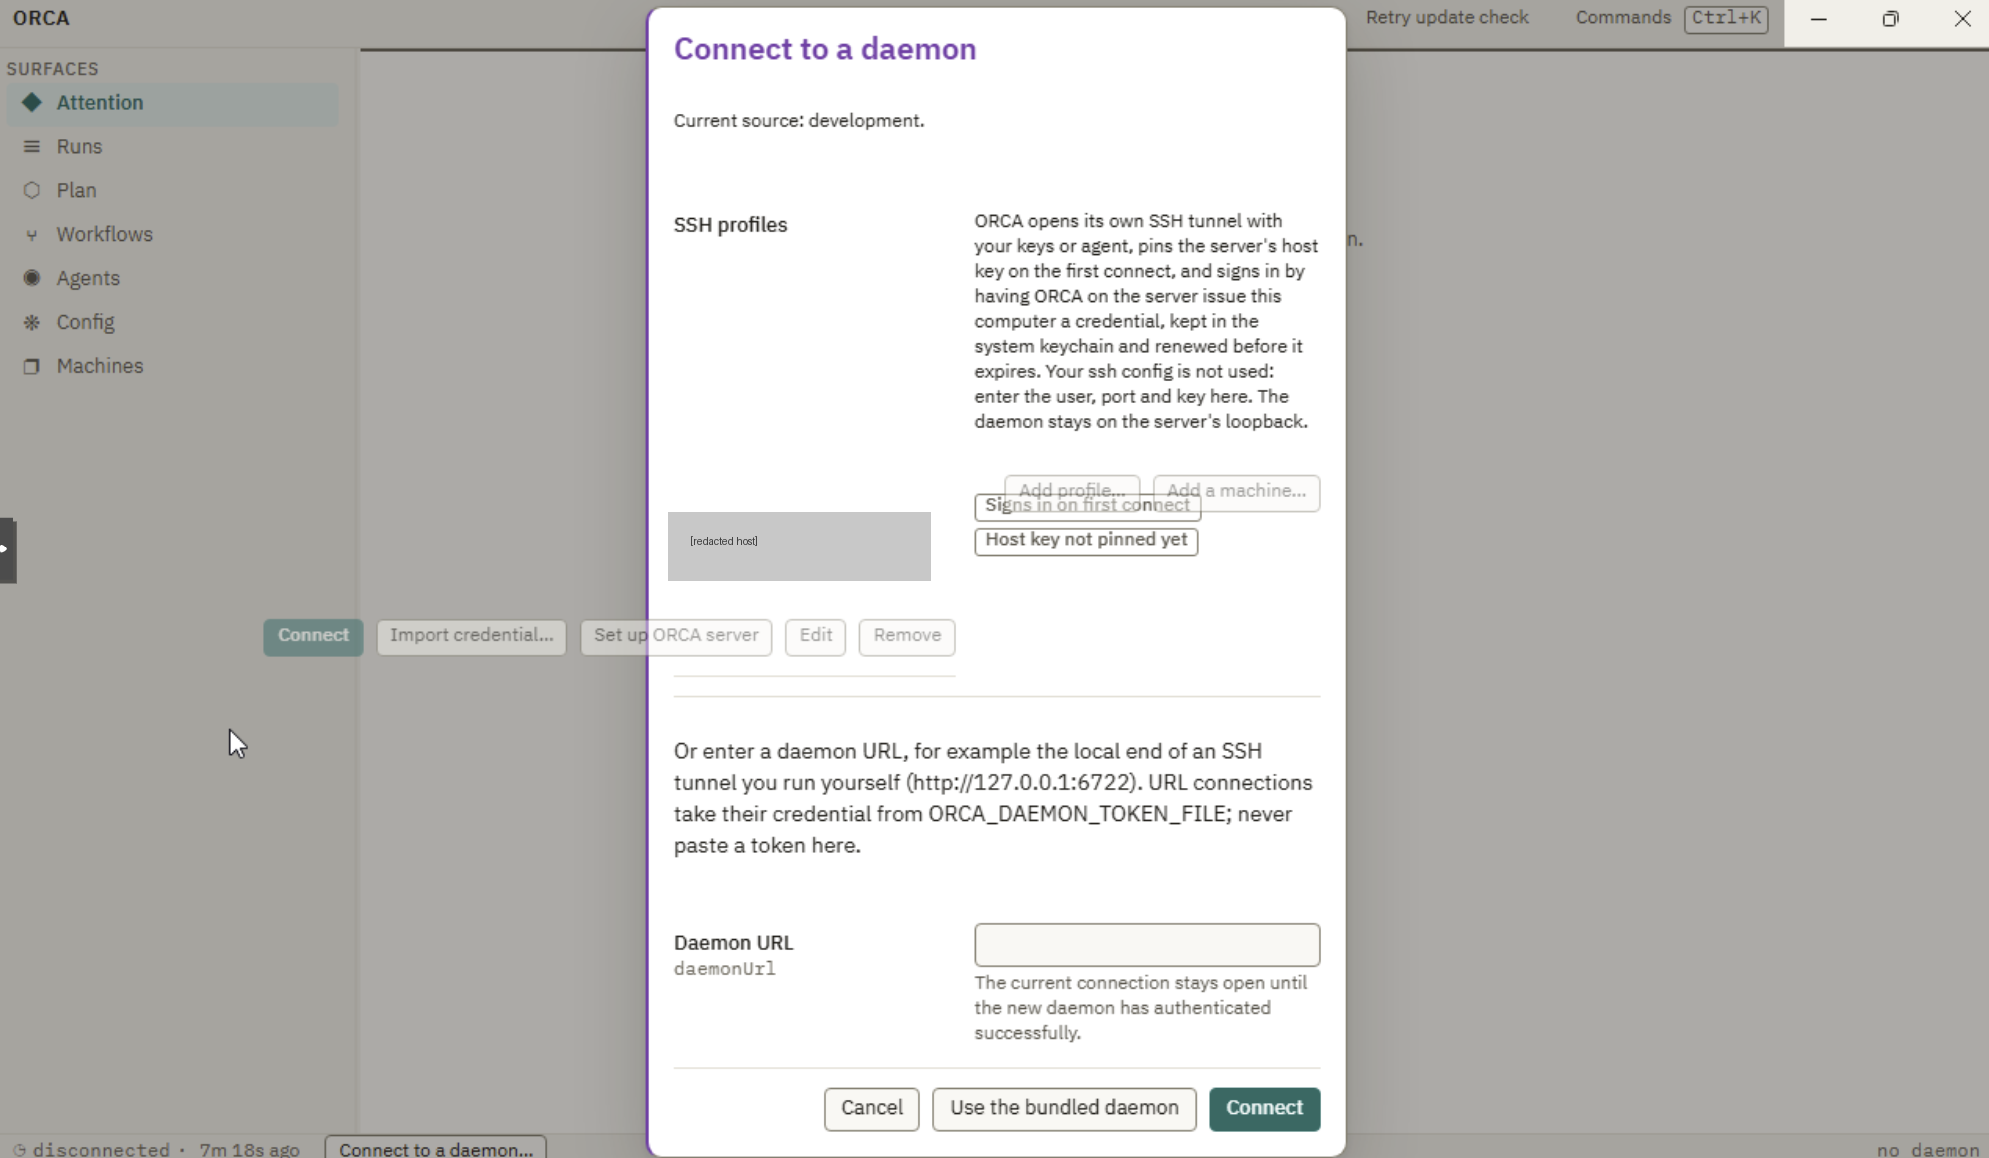 ORCA
Retry update check
Commands
Ctrl+K
SURFACES
Attention
Runs
Plan
Workflows
Agents
Config
Machines
Connect to a daemon
Current source: development.
SSH profiles
ORCA opens its own SSH tunnel with
your keys or agent, pins the server's host
key on the first connect, and signs in by
having ORCA on the server issue this
computer a credential, kept in the
system keychain and renewed before it
expires. Your ssh config is not used:
enter the user, port and key here. The
daemon stays on the server's loopback.
n.
Add profile...
Add a machine...
Signs in on first connect
[redacted host]
Host key not pinned yet
Connect
Import credential...
Set up ORCA server
Edit
Remove
Or enter a daemon URL, for example the local end of an SSH
tunnel you run yourself (http://127.0.0.1:6722). URL connections
take their credential from ORCA_DAEMON_TOKEN_FILE; never
paste a token here.
Daemon URL
daemonUrl
The current connection stays open until
the new daemon has authenticated
successfully.
Cancel
Use the bundled daemon
Connect
disconnected · 7m 18s ago
Connect to a daemon...
no daemon